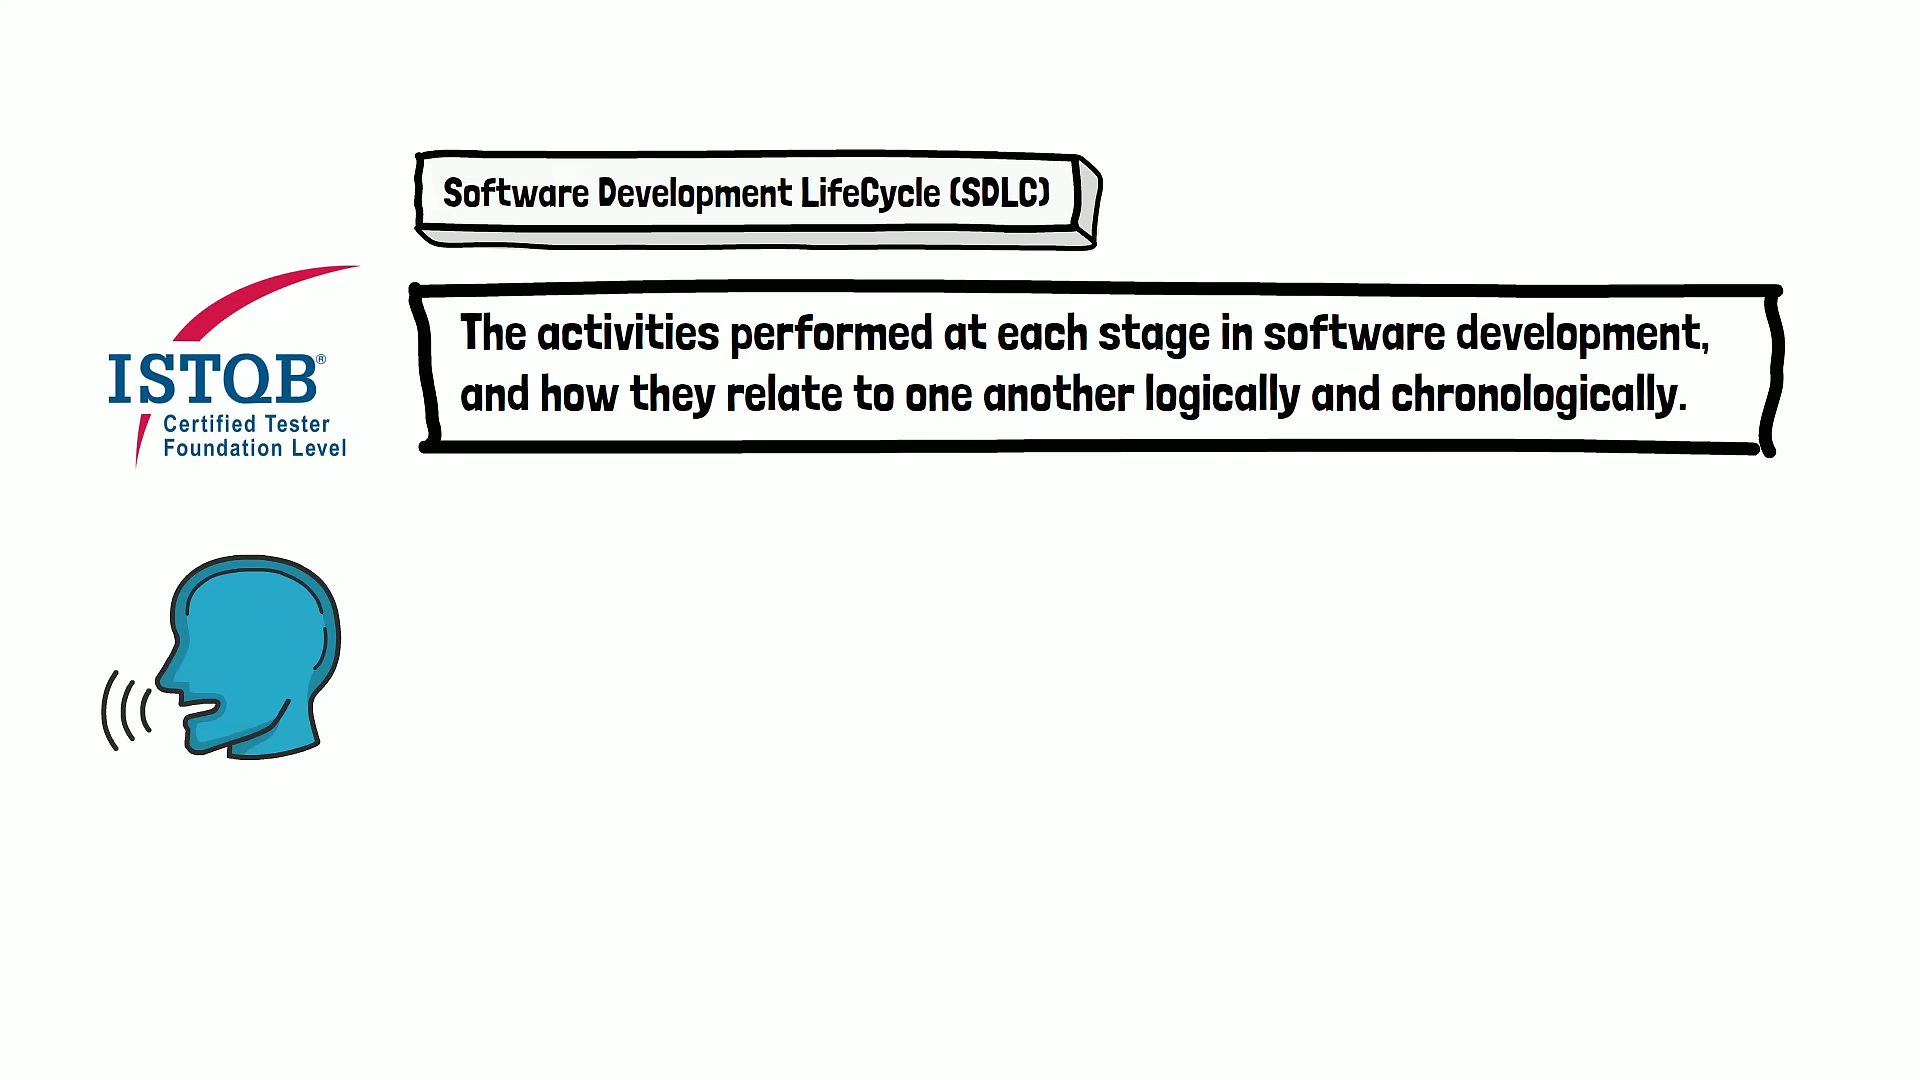 Software Development LifeCycle (SDLC)
The activities performed at each stage in software development,
and how they relate to one another logically and chronologically.
ISTQB®
Certified Tester
Foundation Level